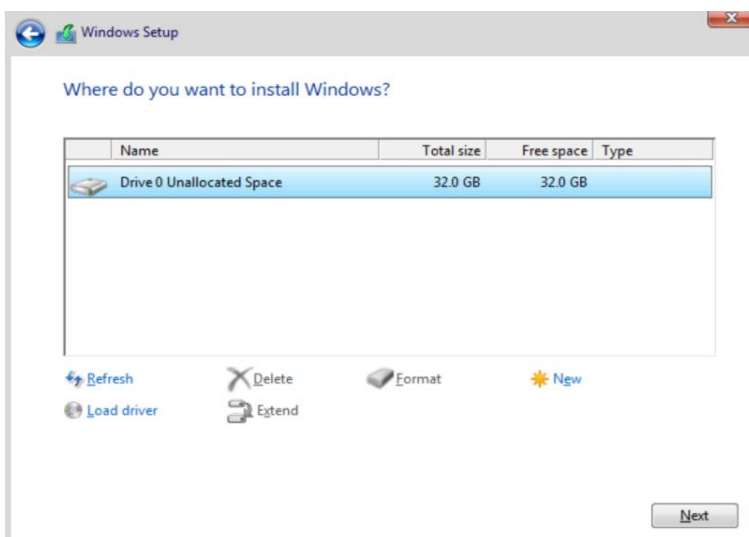 Windows Setup
Where do you want to install Windows?
Name Total size Free space Type
Drive 0 Unallocated Space 32.0 GB 32.0 GB
Refresh Delete Format New
Load driver Extend
Next